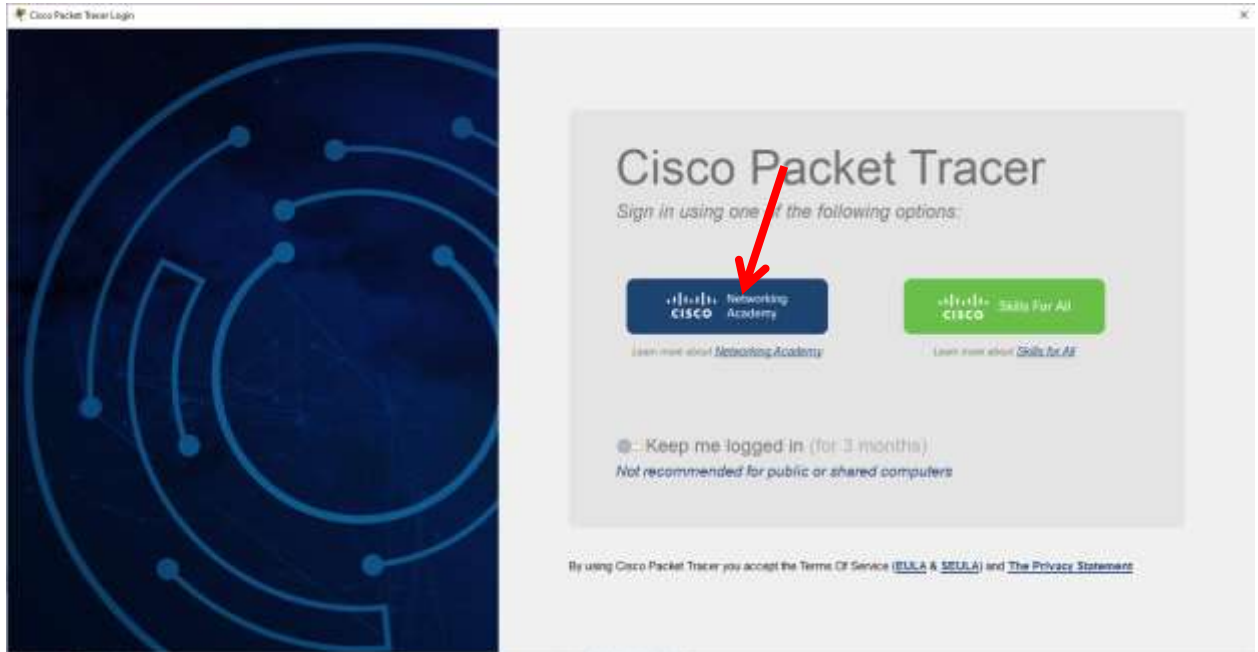 Cisco Packet Tracer Login
Cisco Packet Tracer
Sign in using one of the following options:
CISCO Networking Academy
CISCO Skills For All
Learn more about Networking Academy
Learn more about Skills for All
Keep me logged in (for 3 months)
Not recommended for public or shared computers
By using Cisco Packet Tracer you accept the Terms Of Service (EULA & SEULA) and The Privacy Statement